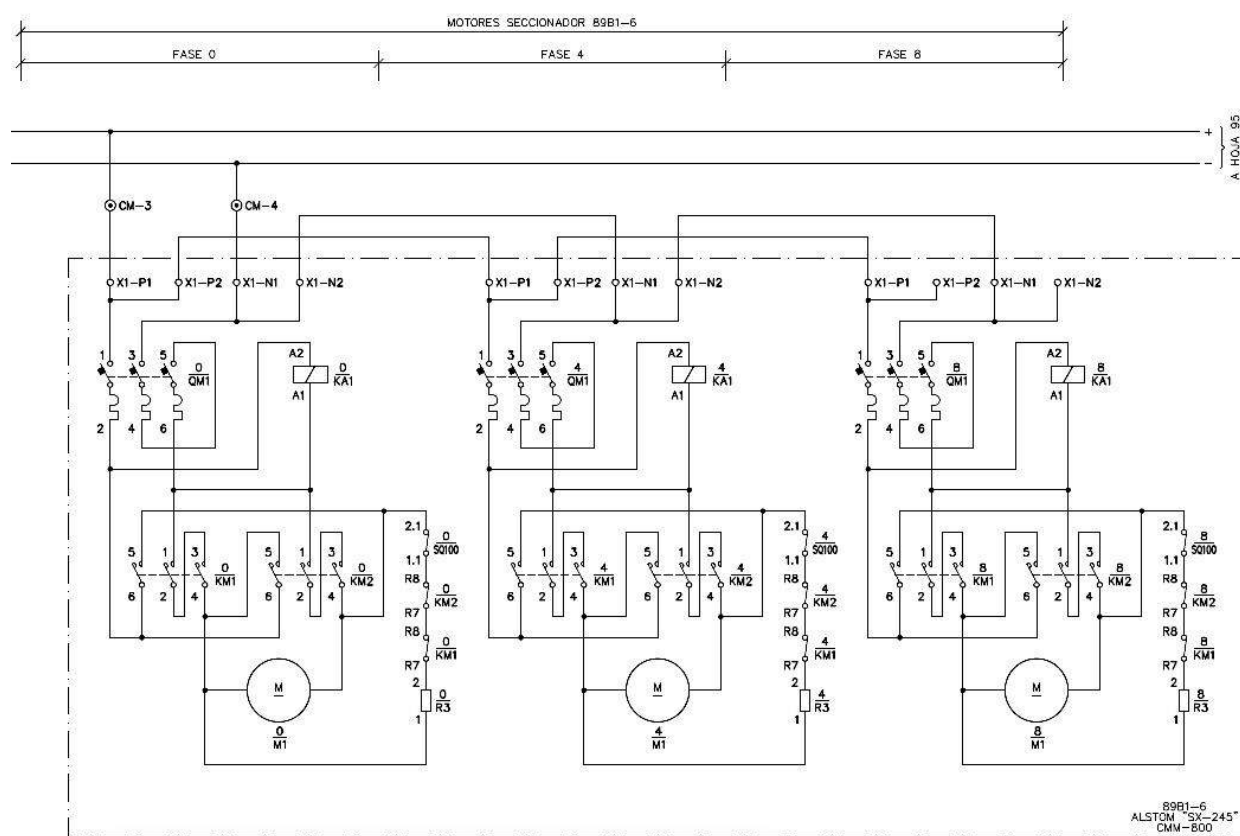 MOTORES SECCIONADOR 89B1-6
FASE 0 FASE 4 FASE 8
+
-
A HOJA 95
CM-3 CM-4
X1-P1 X1-P2 X1-N1 X1-N2 X1-P1 X1-P2 X1-N1 X1-N2 X1-P1 X1-P2 X1-N1 X1-N2
1 3 5 0 QM1 A2 0 KA1 1 3 5 4 QM1 A2 4 KA1 1 3 5 8 QM1 A2 8 KA1
A1 A1 A1
2 4 6 2 4 6 2 4 6
2.1 0 SQ100 2.1 4 SQ100 2.1 8 SQ100
5 1 3 5 1 3 1.1 5 1 3 5 1 3 1.1 5 1 3 5 1 3 1.1
0 KM1 0 KM2 R8 4 KM1 4 KM2 R8 8 KM1 8 KM2 R8
6 2 4 6 2 4 0 KM2 6 2 4 6 2 4 4 KM2 6 2 4 6 2 4 8 KM2
R7 R7 R7
R8 0 KM1 R8 4 KM1 R8 8 KM1
R7 R7 R7
M 2 0 R3 M 2 4 R3 M 2 8 R3
1 1 1
0 M1 4 M1 8 M1
89B1-6
ALSTOM "SX-245"
CMM-800